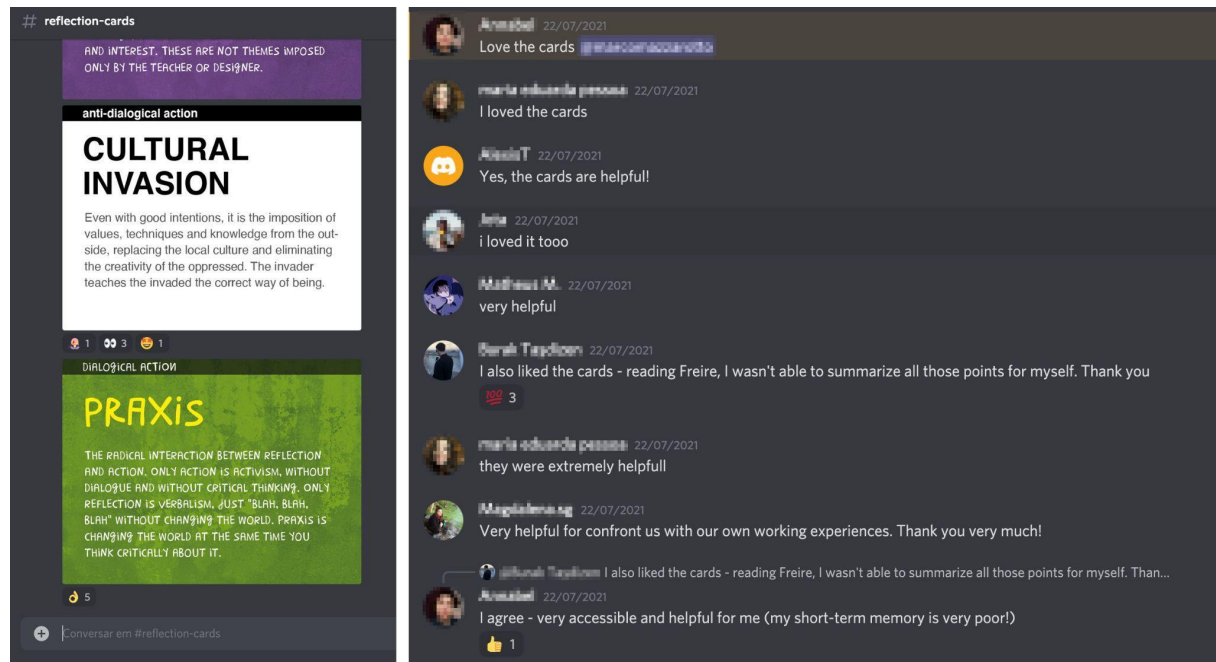 # reflection-cards
AND INTEREST. THESE ARE NOT THEMES IMPOSED
ONLY BY THE TEACHER OR DESIGNER.
anti-dialogical action
CULTURAL
INVASION
Even with good intentions, it is the imposition of
values, techniques and knowledge from the out-
side, replacing the local culture and eliminating
the creativity of the oppressed. The invader
teaches the invaded the correct way of being.
1 3 1
DIALOGICAL ACTION
PRAXIS
THE RADICAL INTERACTION BETWEEN REFLECTION
AND ACTION. ONLY ACTION IS ACTIVISM, WITHOUT
DIALOGUE AND WITHOUT CRITICAL THINKING. ONLY
REFLECTION IS VERBALISM, JUST "BLAH, BLAH,
BLAH" WITHOUT CHANGING THE WORLD. PRAXIS IS
CHANGING THE WORLD AT THE SAME TIME YOU
THINK CRITICALLY ABOUT IT.
5
Conversar em #reflection-cards
22/07/2021
Love the cards
22/07/2021
I loved the cards
22/07/2021
Yes, the cards are helpful!
22/07/2021
i loved it tooo
22/07/2021
very helpful
22/07/2021
I also liked the cards - reading Freire, I wasn't able to summarize all those points for myself. Thank you
100 3
22/07/2021
they were extremely helpfull
22/07/2021
Very helpful for confront us with our own working experiences. Thank you very much!
I also liked the cards - reading Freire, I wasn't able to summarize all those points for myself. Than...
22/07/2021
I agree - very accessible and helpful for me (my short-term memory is very poor!)
1